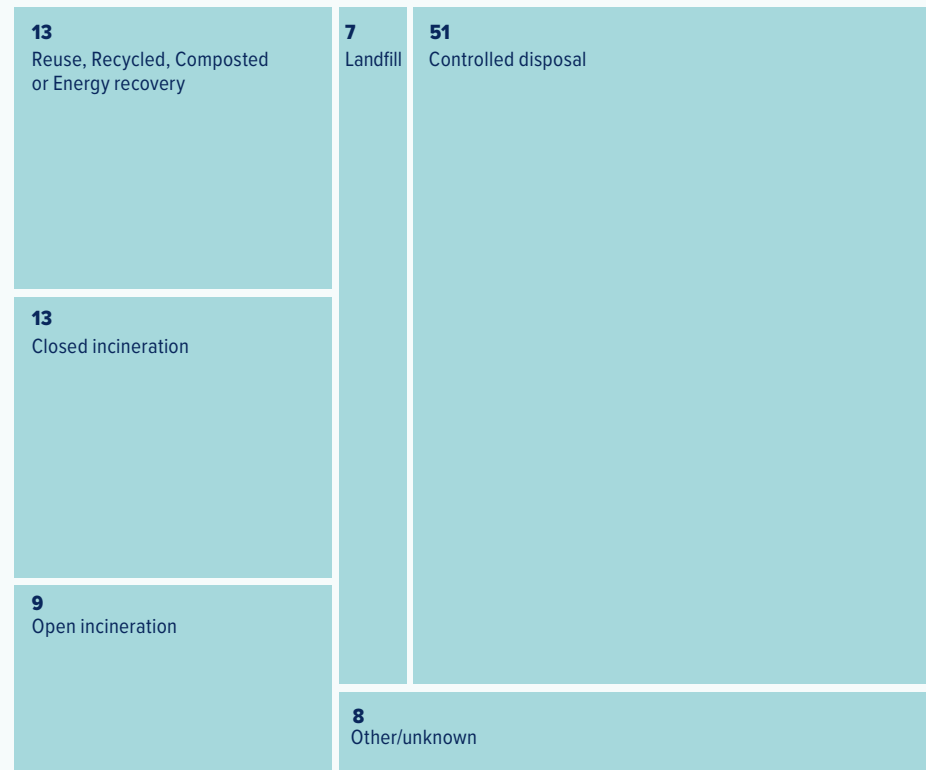 13
Reuse, Recycled, Composted
or Energy recovery
7
Landfill
51
Controlled disposal
13
Closed incineration
9
Open incineration
8
Other/unknown